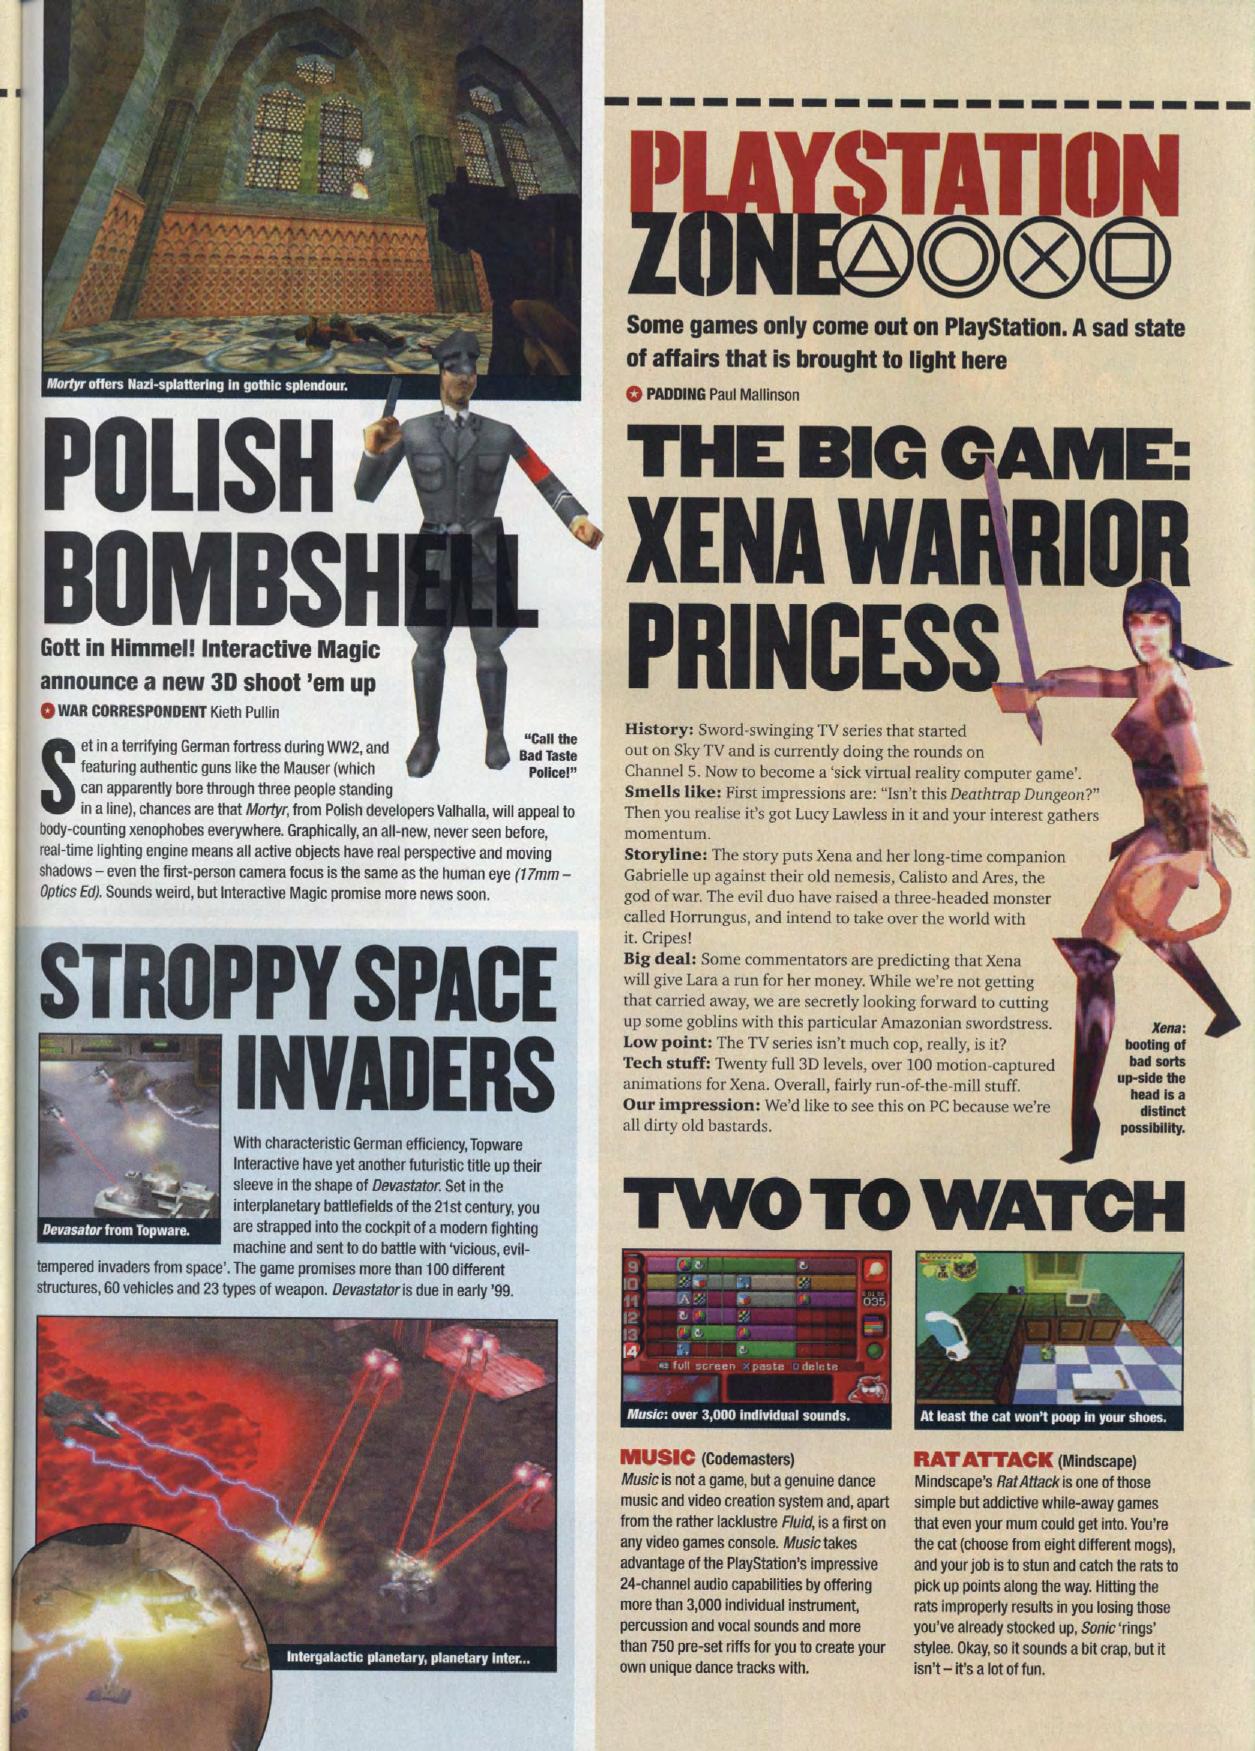 Mortyr offers Nazi-splattering in gothic splendour.
POLISH
BOMBSHELL
Gott in Himmel! Interactive Magic
announce a new 3D shoot 'em up
WAR CORRESPONDENT Kieth Pullin
"Call the
Bad Taste
Police!"
Set in a terrifying German fortress during WW2, and
featuring authentic guns like the Mauser (which
can apparently bore through three people standing
in a line), chances are that Mortyr, from Polish developers Valhalla, will appeal to
body-counting xenophobes everywhere. Graphically, an all-new, never seen before,
real-time lighting engine means all active objects have real perspective and moving
shadows – even the first-person camera focus is the same as the human eye (17mm –
Optics Ed). Sounds weird, but Interactive Magic promise more news soon.
STROPPY SPACE
INVADERS
Devasator from Topware.
With characteristic German efficiency, Topware
Interactive have yet another futuristic title up their
sleeve in the shape of Devastator. Set in the
interplanetary battlefields of the 21st century, you
are strapped into the cockpit of a modern fighting
machine and sent to do battle with 'vicious, evil-
tempered invaders from space'. The game promises more than 100 different
structures, 60 vehicles and 23 types of weapon. Devastator is due in early '99.
Intergalactic planetary, planetary inter...
PLAYSTATION
ZONE
Some games only come out on PlayStation. A sad state
of affairs that is brought to light here
PADDING Paul Mallinson
THE BIG GAME:
XENA WARRIOR
PRINCESS
History: Sword-swinging TV series that started
out on Sky TV and is currently doing the rounds on
Channel 5. Now to become a 'sick virtual reality computer game'.
Smells like: First impressions are: "Isn't this Deathtrap Dungeon?"
Then you realise it's got Lucy Lawless in it and your interest gathers
momentum.
Storyline: The story puts Xena and her long-time companion
Gabrielle up against their old nemesis, Calisto and Ares, the
god of war. The evil duo have raised a three-headed monster
called Horrungus, and intend to take over the world with
it. Cripes!
Big deal: Some commentators are predicting that Xena
will give Lara a run for her money. While we're not getting
that carried away, we are secretly looking forward to cutting
up some goblins with this particular Amazonian swordstress.
Low point: The TV series isn't much cop, really, is it?
Tech stuff: Twenty full 3D levels, over 100 motion-captured
animations for Xena. Overall, fairly run-of-the-mill stuff.
Our impression: We'd like to see this on PC because we're
all dirty old bastards.
Xena:
booting of
bad sorts
up-side the
head is a
distinct
possibility.
TWO TO WATCH
9
10
11
12
13
14
035
full screen paste delete
Music: over 3,000 individual sounds.
MUSIC (Codemasters)
Music is not a game, but a genuine dance
music and video creation system and, apart
from the rather lacklustre Fluid, is a first on
any video games console. Music takes
advantage of the PlayStation's impressive
24-channel audio capabilities by offering
more than 3,000 individual instrument,
percussion and vocal sounds and more
than 750 pre-set riffs for you to create your
own unique dance tracks with.
At least the cat won't poop in your shoes.
RAT ATTACK (Mindscape)
Mindscape's Rat Attack is one of those
simple but addictive while-away games
that even your mum could get into. You're
the cat (choose from eight different mogs),
and your job is to stun and catch the rats to
pick up points along the way. Hitting the
rats improperly results in you losing those
you've already stocked up, Sonic 'rings'
stylee. Okay, so it sounds a bit crap, but it
isn't – it's a lot of fun.